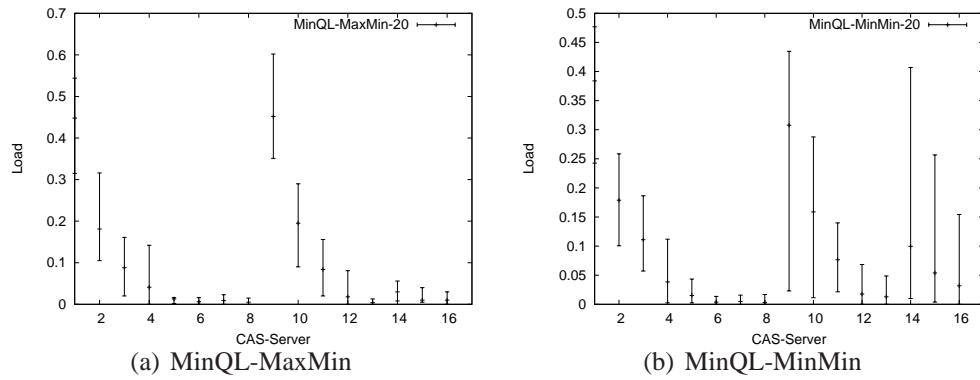 0.7
0.6
0.5
0.4
0.3
0.2
0.1
0
Load
MinQL-MaxMin-20
2 4 6 8 10 12 14 16
CAS-Server
(a) MinQL-MaxMin
0.5
0.45
0.4
0.35
0.3
0.25
0.2
0.15
0.1
0.05
0
Load
MinQL-MinMin-20
2 4 6 8 10 12 14 16
CAS-Server
(b) MinQL-MinMin